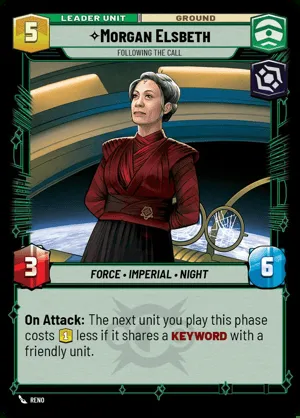 LEADER UNIT
GROUND
5
MORGAN ELSBETH
FOLLOWING THE CALL
3
6
FORCE • IMPERIAL • NIGHT
On Attack: The next unit you play this phase
costs 1 less if it shares a KEYWORD with a
friendly unit.
RENO